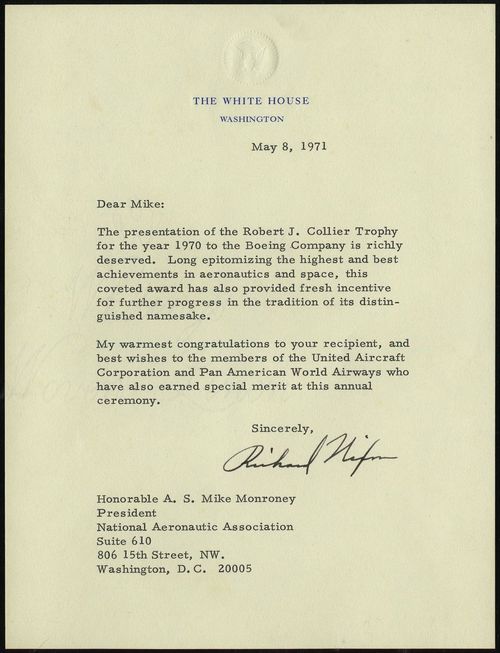 THE WHITE HOUSE
WASHINGTON
May 8, 1971
Dear Mike:
The presentation of the Robert J. Collier Trophy
for the year 1970 to the Boeing Company is richly
deserved. Long epitomizing the highest and best
achievements in aeronautics and space, this
coveted award has also provided fresh incentive
for further progress in the tradition of its distin-
guished namesake.
My warmest congratulations to your recipient, and
best wishes to the members of the United Aircraft
Corporation and Pan American World Airways who
have also earned special merit at this annual
ceremony.
Sincerely,
Richard Nixon
Honorable A. S. Mike Monroney
President
National Aeronautic Association
Suite 610
806 15th Street, NW.
Washington, D.C. 20005